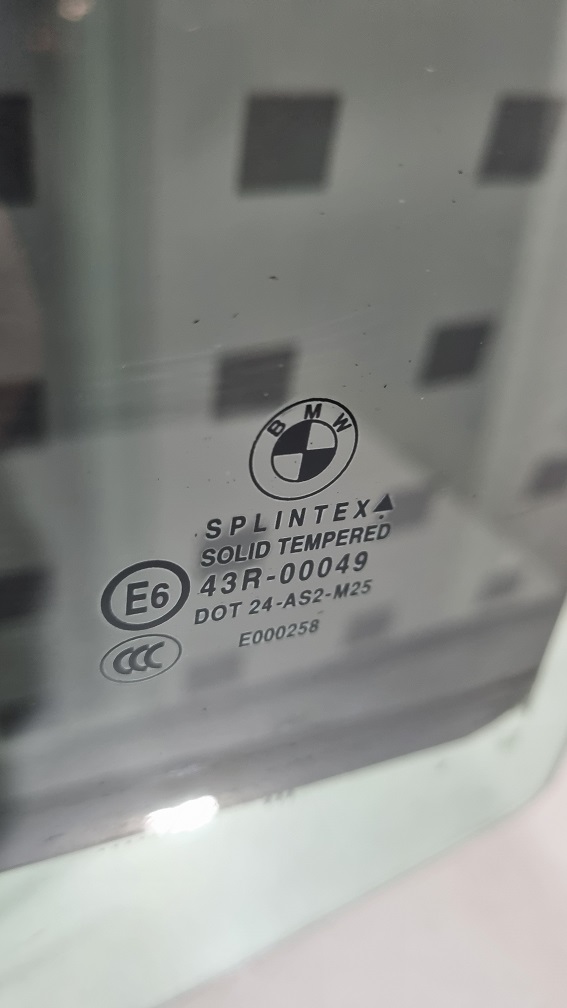 BMW
SPLINTEX
SOLID TEMPERED
E6 43R-00049
DOT 24-AS2-M25
CCC E000258